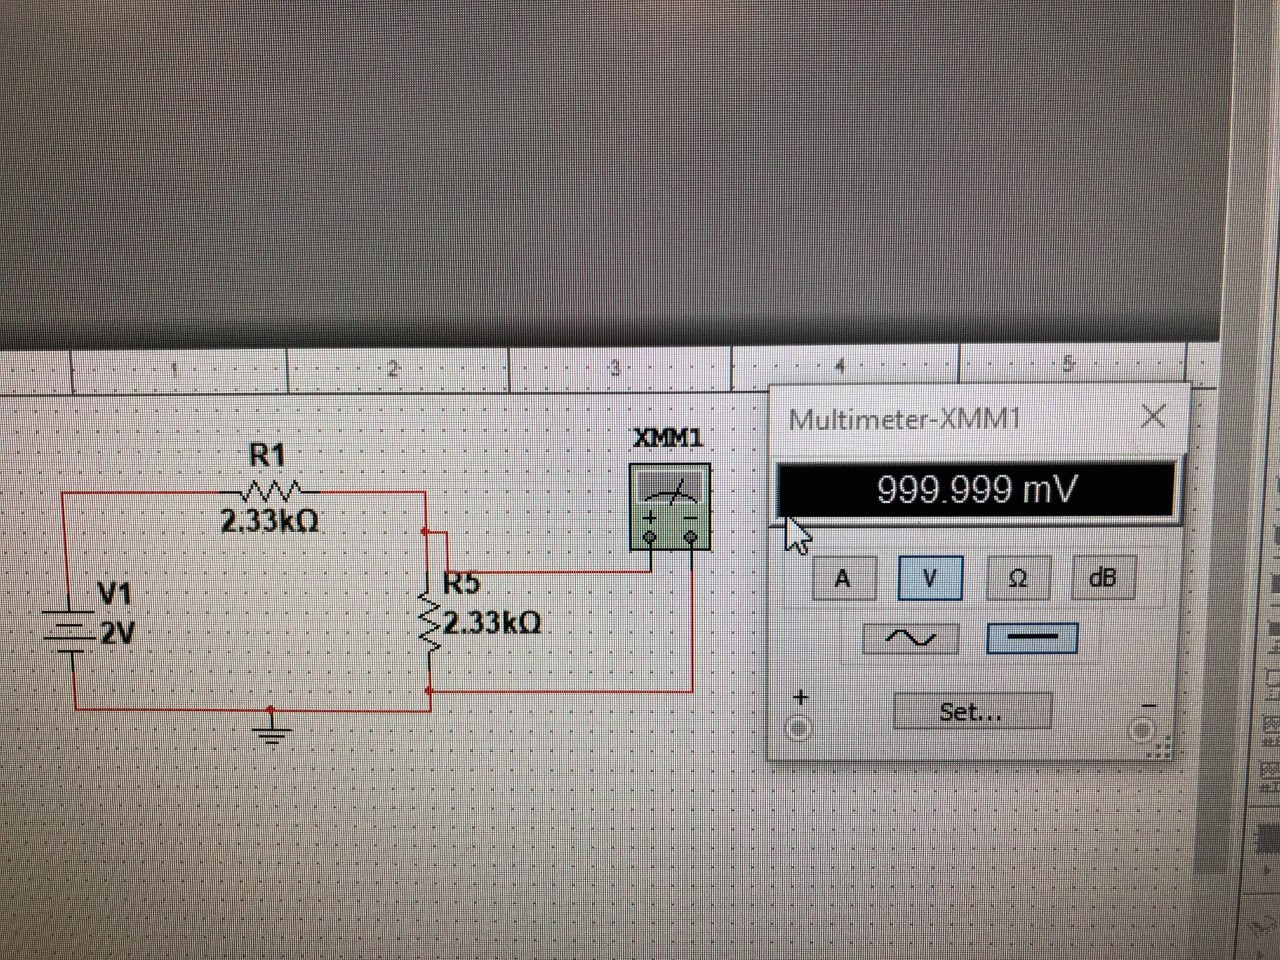 1 2 3 4 5
Multimeter-XMM1
999.999 mV
A V Ω dB
+ −
Set...
XMM1
+ −
R1
2.33kΩ
V1
2V
R5
2.33kΩ